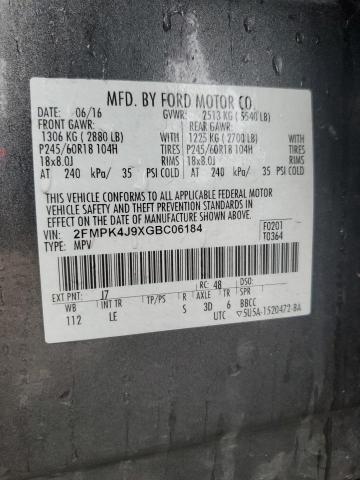 MFD. BY FORD MOTOR CO.
DATE: 06/16 GVWR: 2513 KG ( 5540 LB)
FRONT GAWR: REAR GAWR:
1306 KG ( 2880 LB) WITH 1225 KG ( 2700 LB) WITH
P245/60R18 104H TIRES P245/60R18 104H TIRES
18x8.0J RIMS 18x8.0J RIMS
AT 240 kPa/ 35 PSI COLD AT 240 kPa/ 35 PSI COLD
THIS VEHICLE CONFORMS TO ALL APPLICABLE FEDERAL MOTOR
VEHICLE SAFETY AND THEFT PREVENTION STANDARDS IN
EFFECT ON THE DATE OF MANUFACTURE SHOWN ABOVE.
VIN: 2FMPK4J9XGBC06184 F0201
TYPE: MPV T0364
EXT PNT: J7 RC: 48 DSO:
WB INT TR TP/PS R AXLE TR
112 LE S 3D 6 BBCC
UTC ▽5U5A-1520472-BA